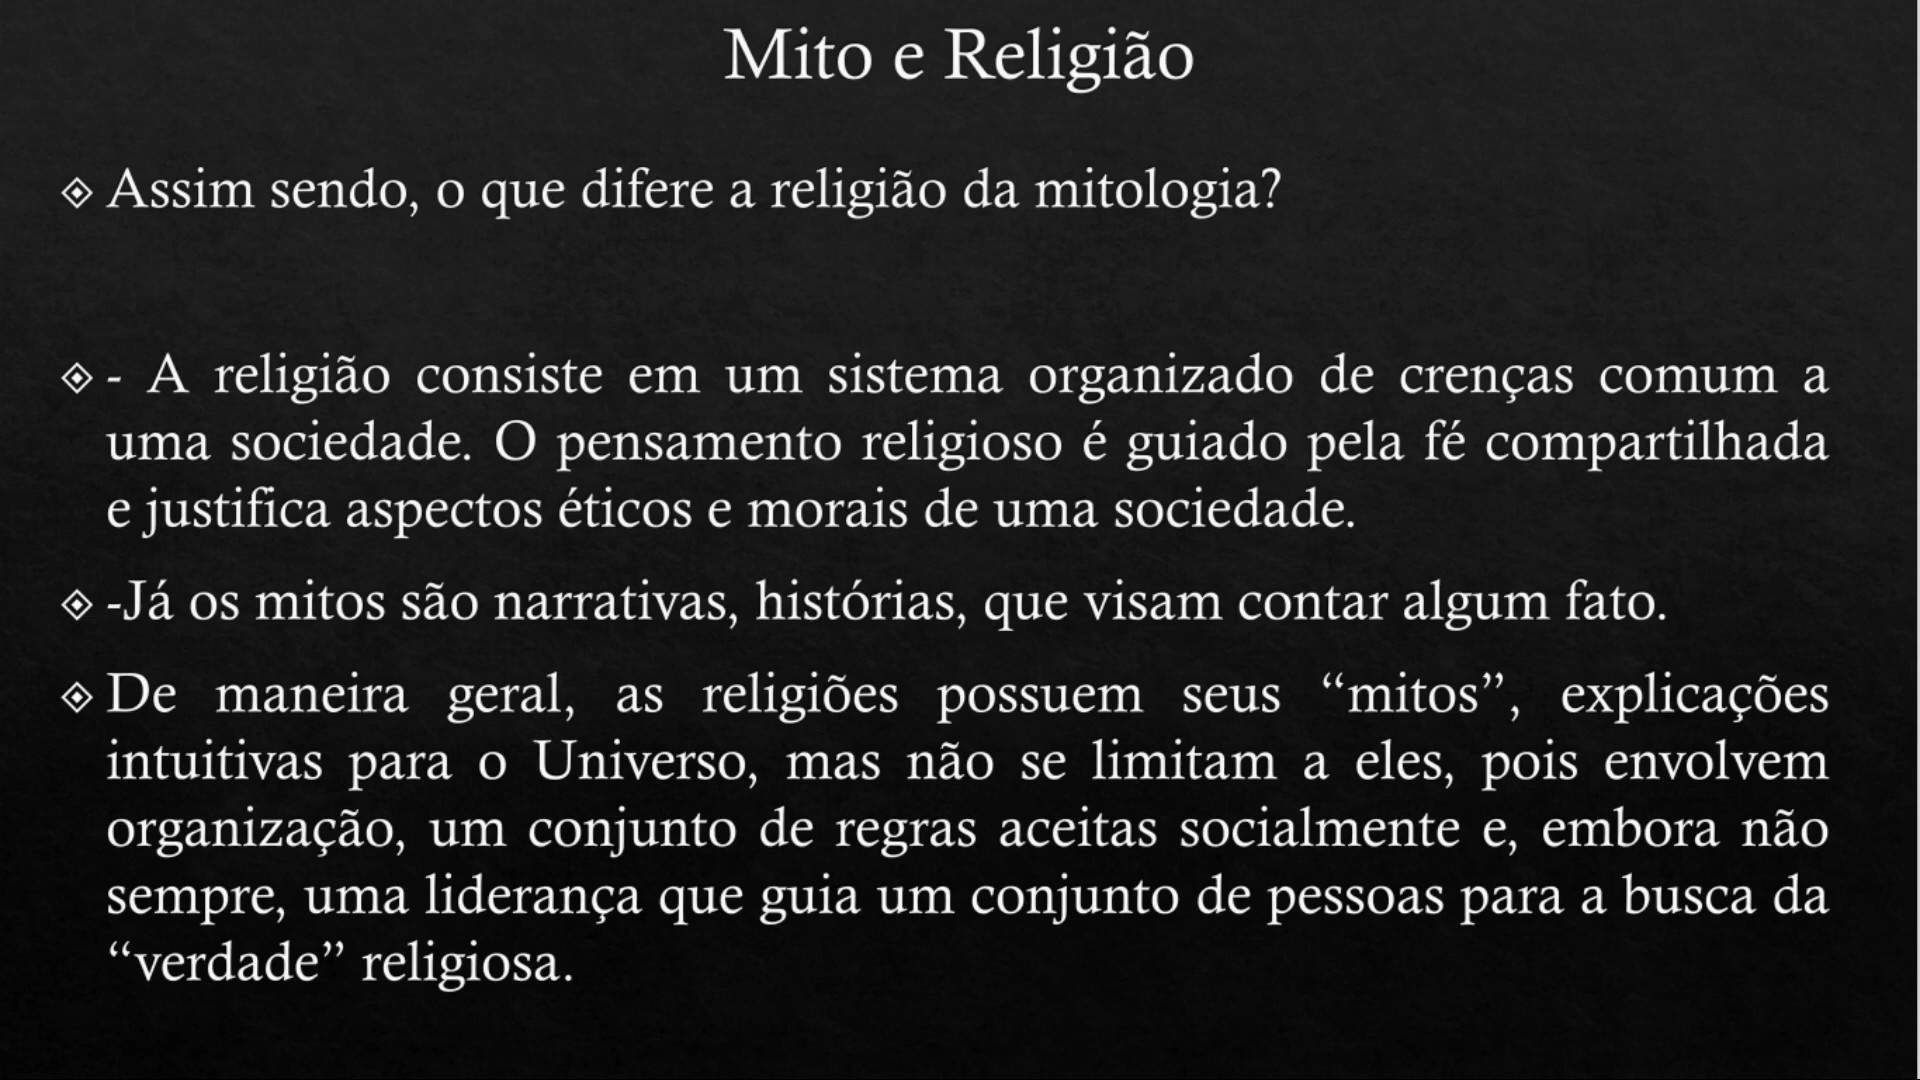 Mito e Religião
Assim sendo, o que difere a religião da mitologia?
- A religião consiste em um sistema organizado de crenças comum a
uma sociedade. O pensamento religioso é guiado pela fé compartilhada
e justifica aspectos éticos e morais de uma sociedade.
-Já os mitos são narrativas, histórias, que visam contar algum fato.
De maneira geral, as religiões possuem seus “mitos”, explicações
intuitivas para o Universo, mas não se limitam a eles, pois envolvem
organização, um conjunto de regras aceitas socialmente e, embora não
sempre, uma liderança que guia um conjunto de pessoas para a busca da
“verdade” religiosa.